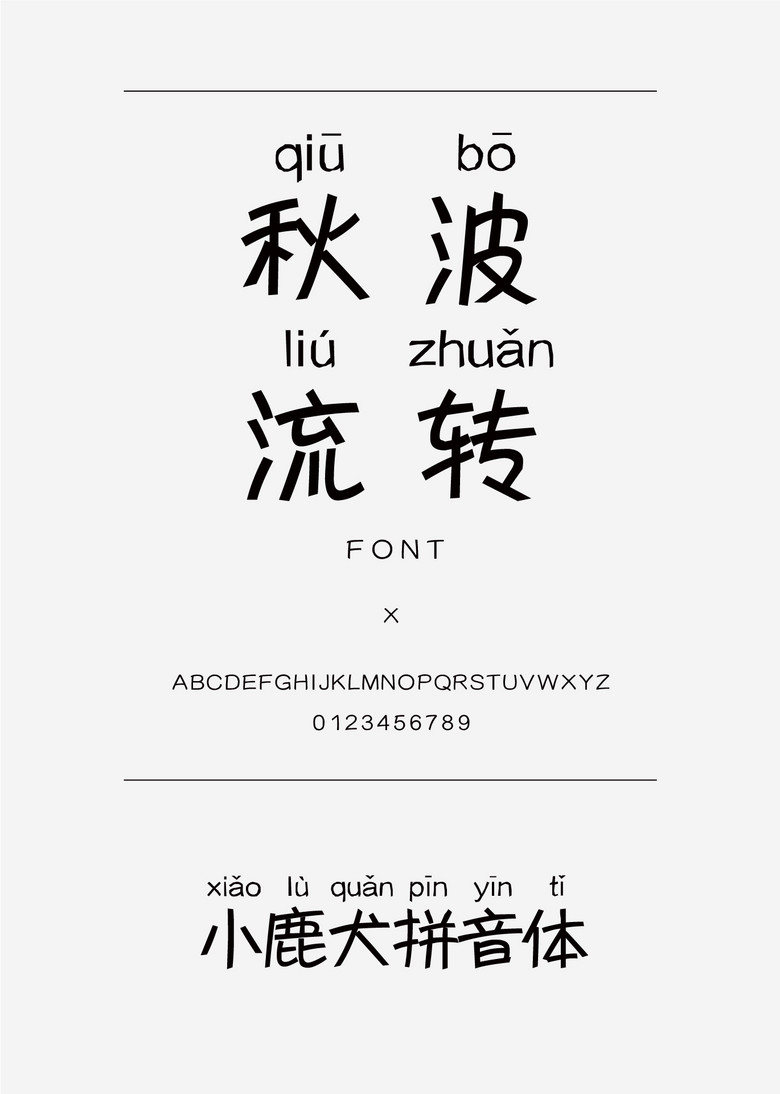 qiū bō
秋 波
liú zhuǎn
流 转
FONT
×
ABCDEFGHIJKLMNOPQRSTUVWXYZ
0123456789
xiǎo lù quǎn pīn yīn tǐ
小鹿犬拼音体